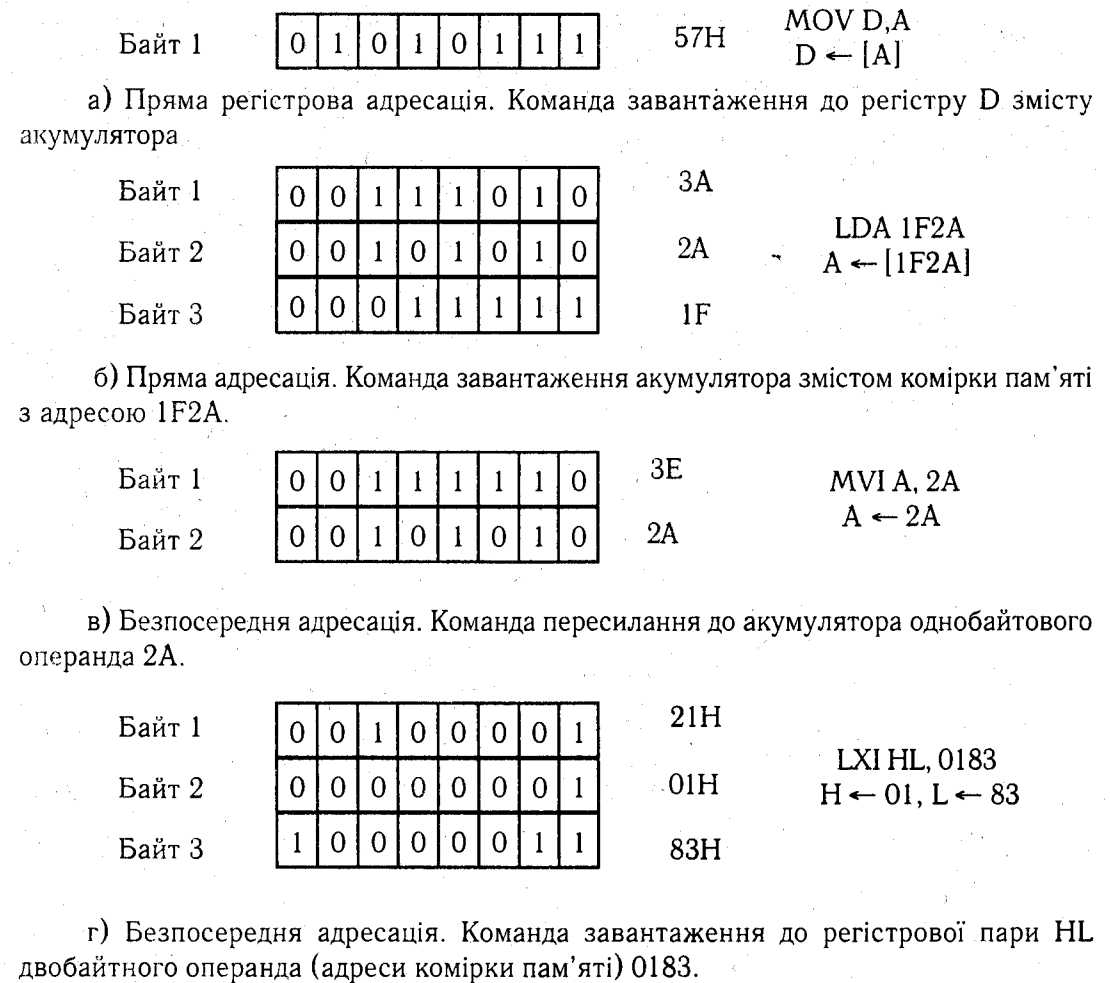 Байт 1 0 1 0 1 0 1 1 1 57H MOV D,A
D ← [A]
а) Пряма регістрова адресація. Команда завантаження до регістру D змісту
акумулятора
Байт 1 0 0 1 1 1 0 1 0 3A
Байт 2 0 0 1 0 1 0 1 0 2A LDA 1F2A
A ← [1F2A]
Байт 3 0 0 0 1 1 1 1 1 1F
б) Пряма адресація. Команда завантаження акумулятора змістом комірки пам'яті
з адресою 1F2A.
Байт 1 0 0 1 1 1 1 1 0 3E MVI A, 2A
A ← 2A
Байт 2 0 0 1 0 1 0 1 0 2A
в) Безпосередня адресація. Команда пересилання до акумулятора однобайтового
операнда 2A.
Байт 1 0 0 1 0 0 0 0 1 21H
LXI HL, 0183
Байт 2 0 0 0 0 0 0 0 1 01H H ← 01, L ← 83
Байт 3 1 0 0 0 0 0 1 1 83H
г) Безпосередня адресація. Команда завантаження до регістрової пари HL
двобайтного операнда (адреси комірки пам'яті) 0183.